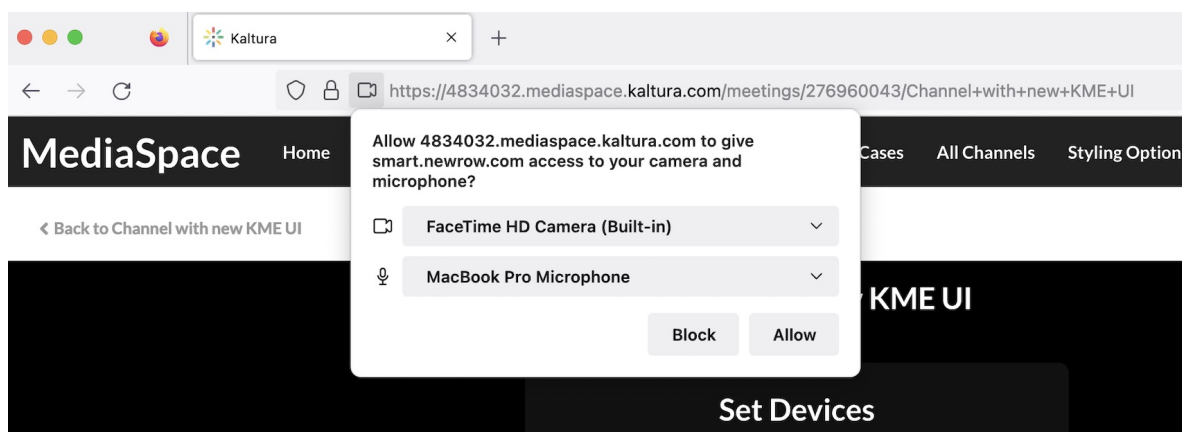 Kaltura
https://4834032.mediaspace.kaltura.com/meetings/276960043/Channel+with+new+KME+UI
MediaSpace Home Cases All Channels Styling Option
Allow 4834032.mediaspace.kaltura.com to give
smart.newrow.com access to your camera and
microphone?
Back to Channel with new KME UI
FaceTime HD Camera (Built-in)
MacBook Pro Microphone
KME UI
Block Allow
Set Devices